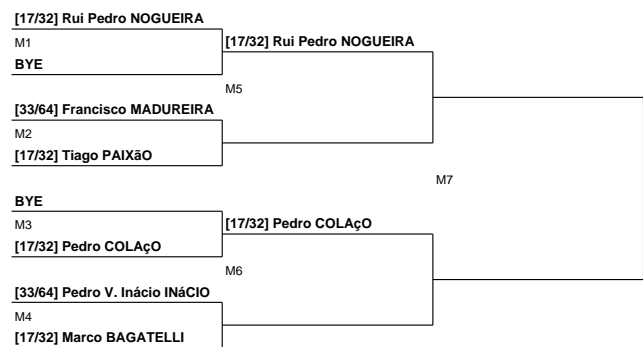 [17/32] Rui Pedro NOGUEIRA
M1
[17/32] Rui Pedro NOGUEIRA
BYE
M5
[33/64] Francisco MADUREIRA
M2
[17/32] Tiago PAIXãO
M7
BYE
M3
[17/32] Pedro COLAçO
[17/32] Pedro COLAçO
M6
[33/64] Pedro V. Inácio INáCIO
M4
[17/32] Marco BAGATELLI